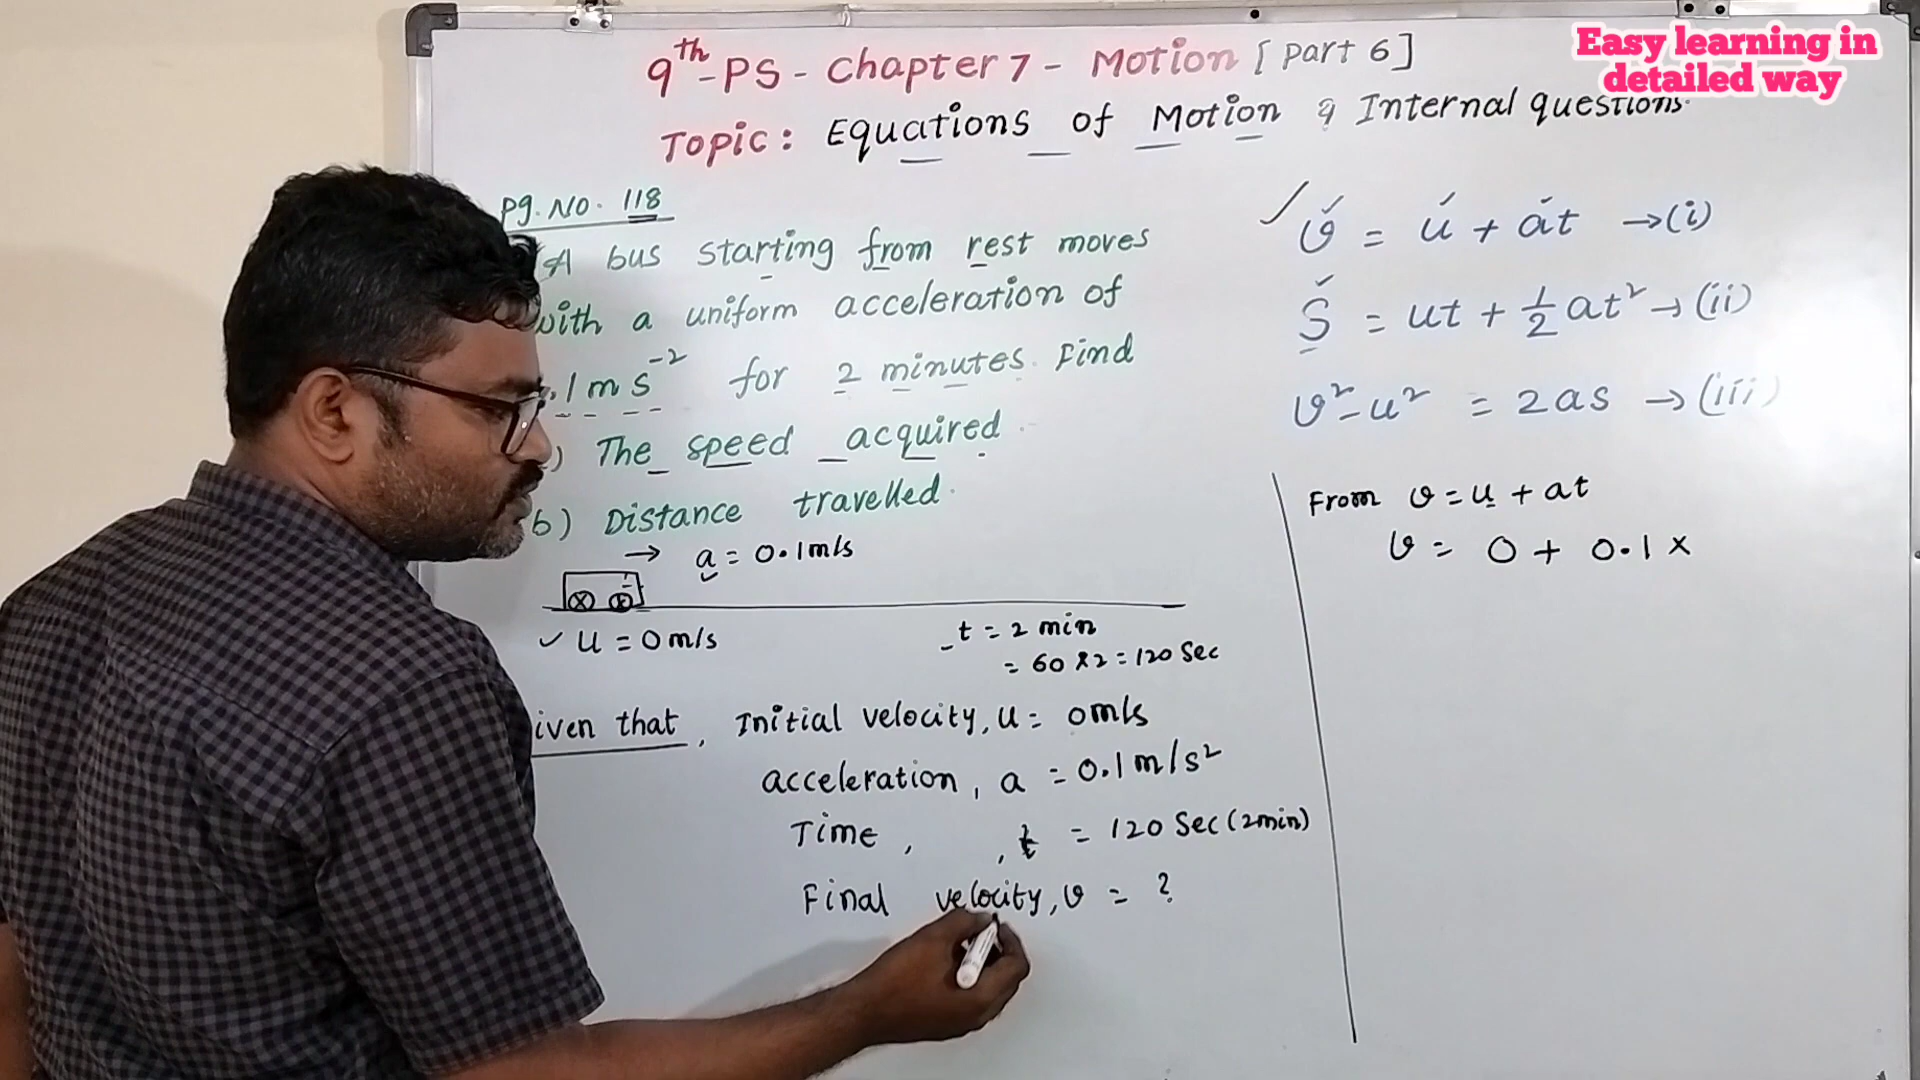 Easy learning in
detailed way
9th-PS - Chapter 7 - Motion [Part 6]
Topic: Equations of Motion & Internal questions.
Pg. No. 118
A bus starting from rest moves
with a uniform acceleration of
.1 m s⁻² for 2 minutes. Find
) The speed acquired.
b) Distance travelled.
→ a = 0.1 m/s
u = 0 m/s
t = 2 min
= 60 x 2 = 120 Sec
iven that, Initial velocity, u = 0 m/s
acceleration, a = 0.1 m/s²
Time, , t = 120 Sec (2min)
Final velocity, v = ?
v = u + at → (i)
S = ut + ½ at² → (ii)
v² - u² = 2as → (iii)
From v = u + at
v = 0 + 0.1 x